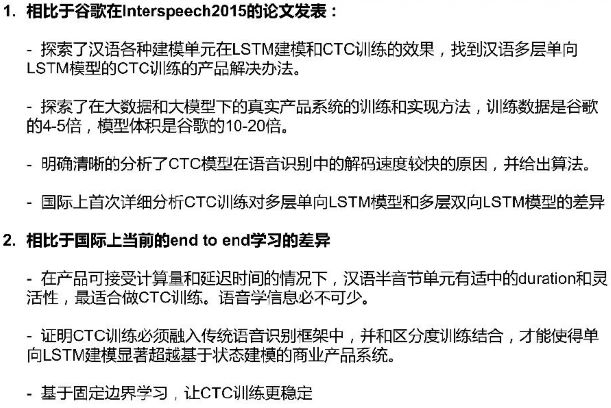 1. 相比于谷歌在Interspeech2015的论文发表：
- 探索了汉语各种建模单元在LSTM建模和CTC训练的效果，找到汉语多层单向
LSTM模型的CTC训练的产品解决办法。
- 探索了在大数据和大模型下的真实产品系统的训练和实现方法，训练数据是谷歌
的4-5倍，模型体积是谷歌的10-20倍。
- 明确清晰的分析了CTC模型在语音识别中的解码速度较快的原因，并给出算法。
- 国际上首次详细分析CTC训练对多层单向LSTM模型和多层双向LSTM模型的差异
2. 相比于国际上当前的end to end学习的差异
- 在产品可接受计算量和延迟时间的情况下，汉语半音节单元有适中的duration和灵
活性，最适合做CTC训练。语音学信息必不可少。
- 证明CTC训练必须融入传统语音识别框架中，并和区分度训练结合，才能使得单
向LSTM建模显著超越基于状态建模的商业产品系统。
- 基于固定边界学习，让CTC训练更稳定